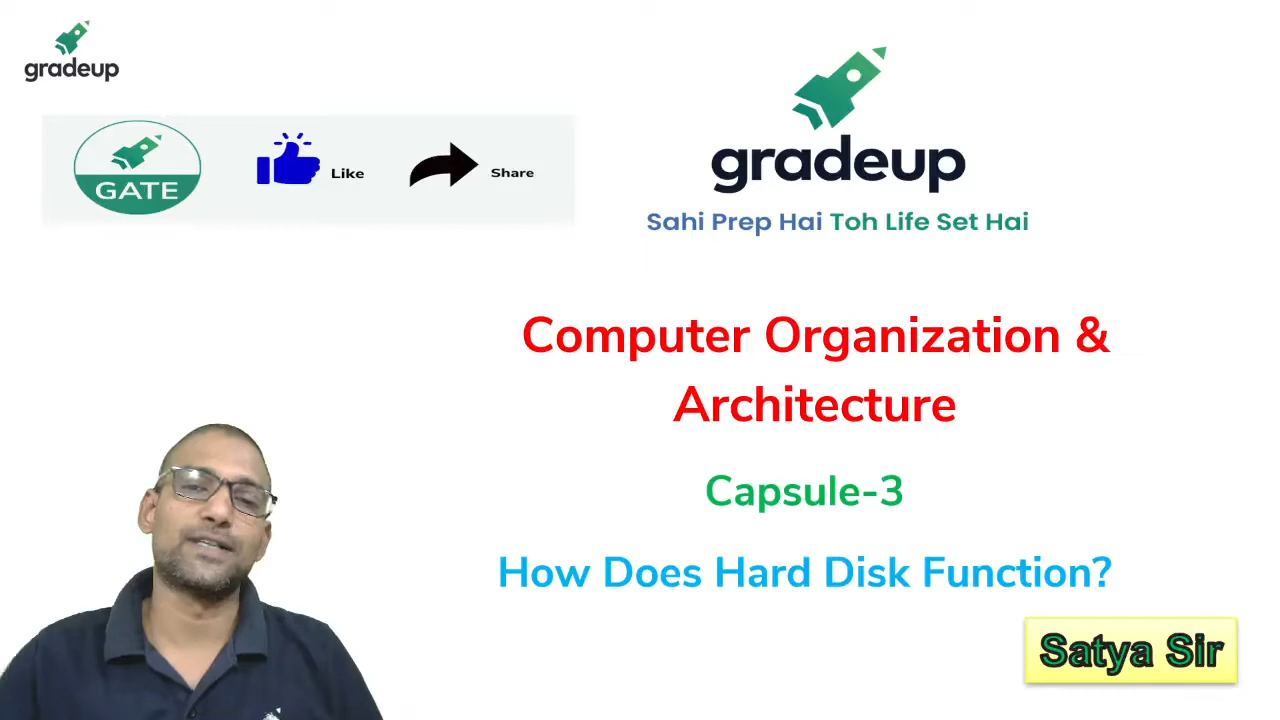 gradeup
GATE
Like
Share
gradeup
Sahi Prep Hai Toh Life Set Hai
Computer Organization &
Architecture
Capsule-3
How Does Hard Disk Function?
Satya Sir